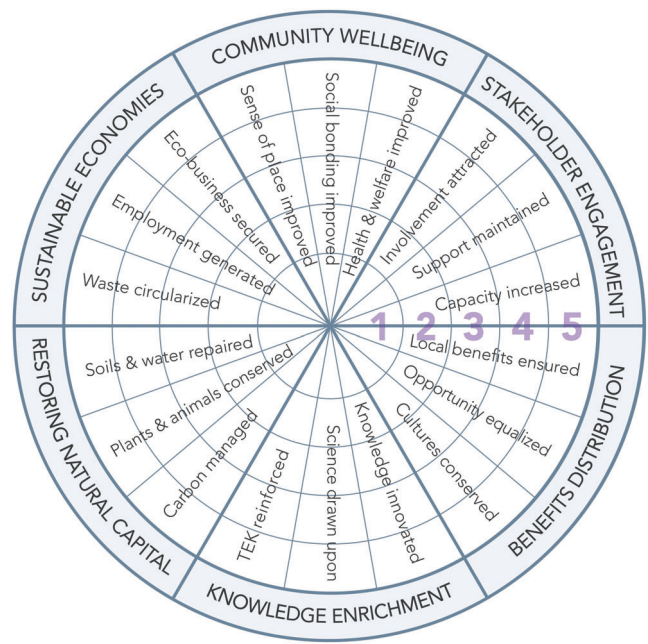 COMMUNITY WELLBEING
Sense of place improved
Social bonding improved
Health & welfare improved
STAKEHOLDER ENGAGEMENT
Involvement attracted
Support maintained
Capacity increased
1 2 3 4 5
BENEFITS DISTRIBUTION
Local benefits ensured
Opportunity equalized
Cultures conserved
KNOWLEDGE ENRICHMENT
Knowledge innovated
Science drawn upon
TEK reinforced
RESTORING NATURAL CAPITAL
Carbon managed
Plants & animals conserved
Soils & water repaired
SUSTAINABLE ECONOMIES
Waste circularized
Employment generated
Eco-business secured